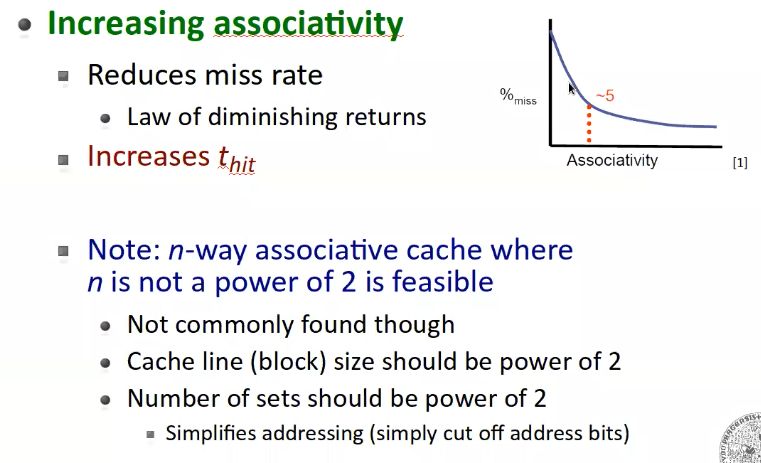 Increasing associativity
Reduces miss rate
Law of diminishing returns
Increases t_hit
%miss
~5
Associativity
[1]
Note: n-way associative cache where
n is not a power of 2 is feasible
Not commonly found though
Cache line (block) size should be power of 2
Number of sets should be power of 2
Simplifies addressing (simply cut off address bits)